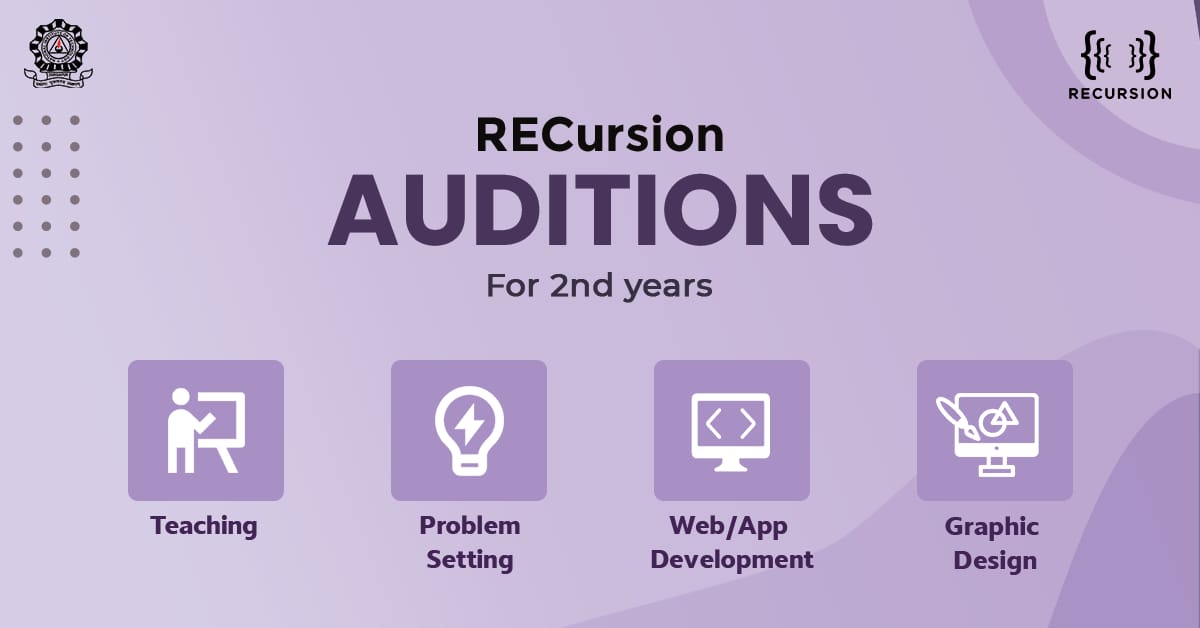 RECURSION
RECursion
AUDITIONS
For 2nd years
Teaching
Problem
Setting
Web/App
Development
Graphic
Design